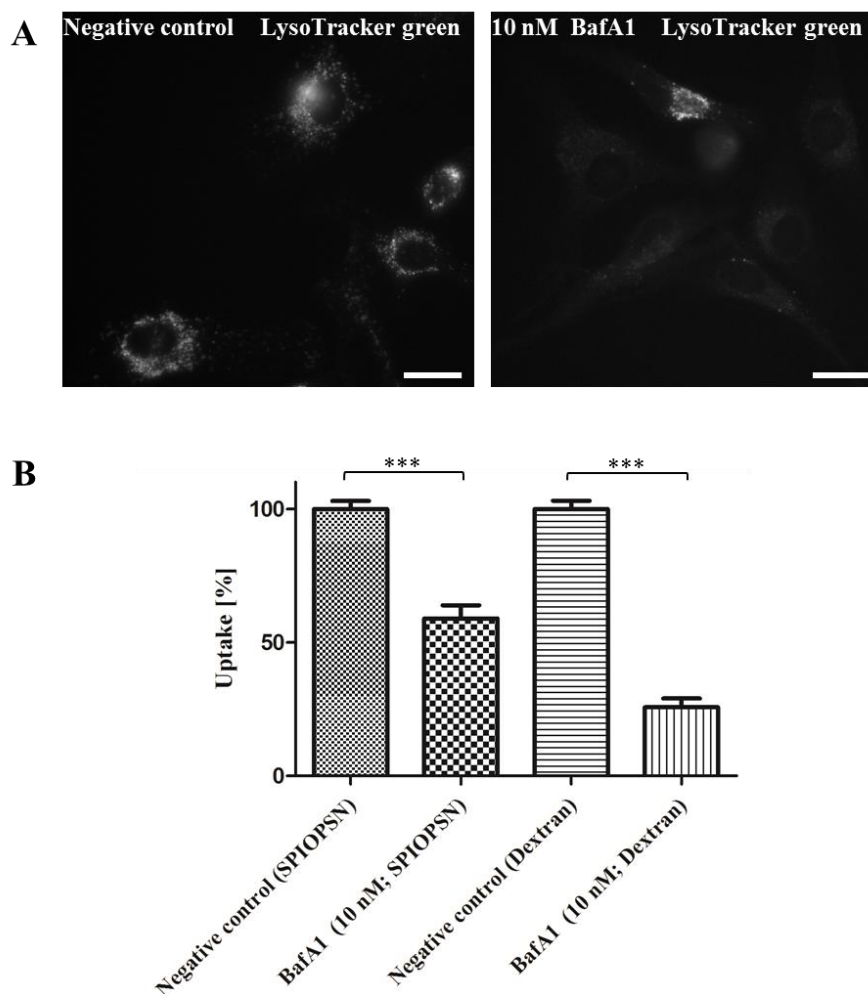 A
Negative control LysoTracker green
10 nM BafA1 LysoTracker green
B
*** ***
100
50
0
Uptake [%]
Negative control (SPIOPSN)
BafA1 (10 nM; SPIOPSN)
Negative control (Dextran)
BafA1 (10 nM; Dextran)